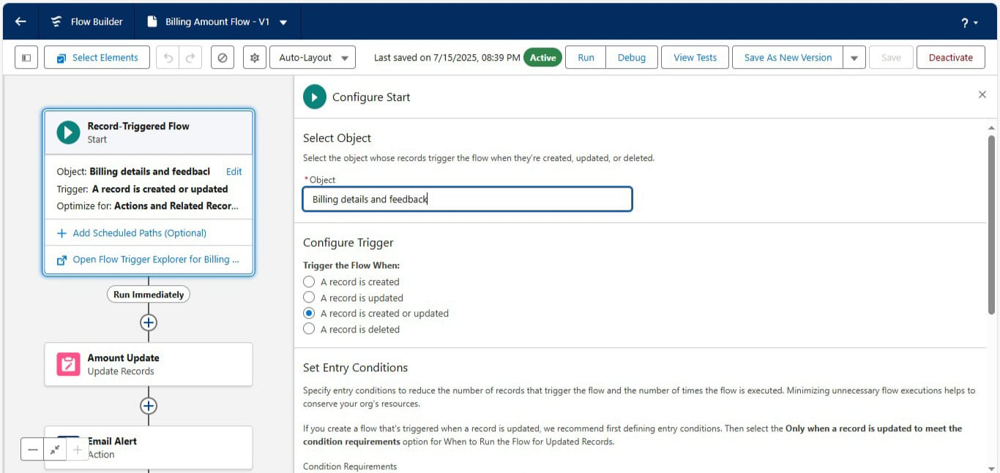 Flow Builder
Billing Amount Flow - V1
?
Select Elements
Auto-Layout
Last saved on 7/15/2025, 08:39 PM
Active
Run
Debug
View Tests
Save As New Version
Save
Deactivate
Record-Triggered Flow
Start
Object: Billing details and feedbacl
Edit
Trigger: A record is created or updated
Optimize for: Actions and Related Recor...
Add Scheduled Paths (Optional)
Open Flow Trigger Explorer for Billing ...
Run Immediately
Amount Update
Update Records
Email Alert
Action
Configure Start
Select Object
Select the object whose records trigger the flow when they're created, updated, or deleted.
*Object
Billing details and feedback
Configure Trigger
Trigger the Flow When:
A record is created
A record is updated
A record is created or updated
A record is deleted
Set Entry Conditions
Specify entry conditions to reduce the number of records that trigger the flow and the number of times the flow is executed. Minimizing unnecessary flow executions helps to
conserve your org's resources.
If you create a flow that's triggered when a record is updated, we recommend first defining entry conditions. Then select the Only when a record is updated to meet the
condition requirements option for When to Run the Flow for Updated Records.
Condition Requirements